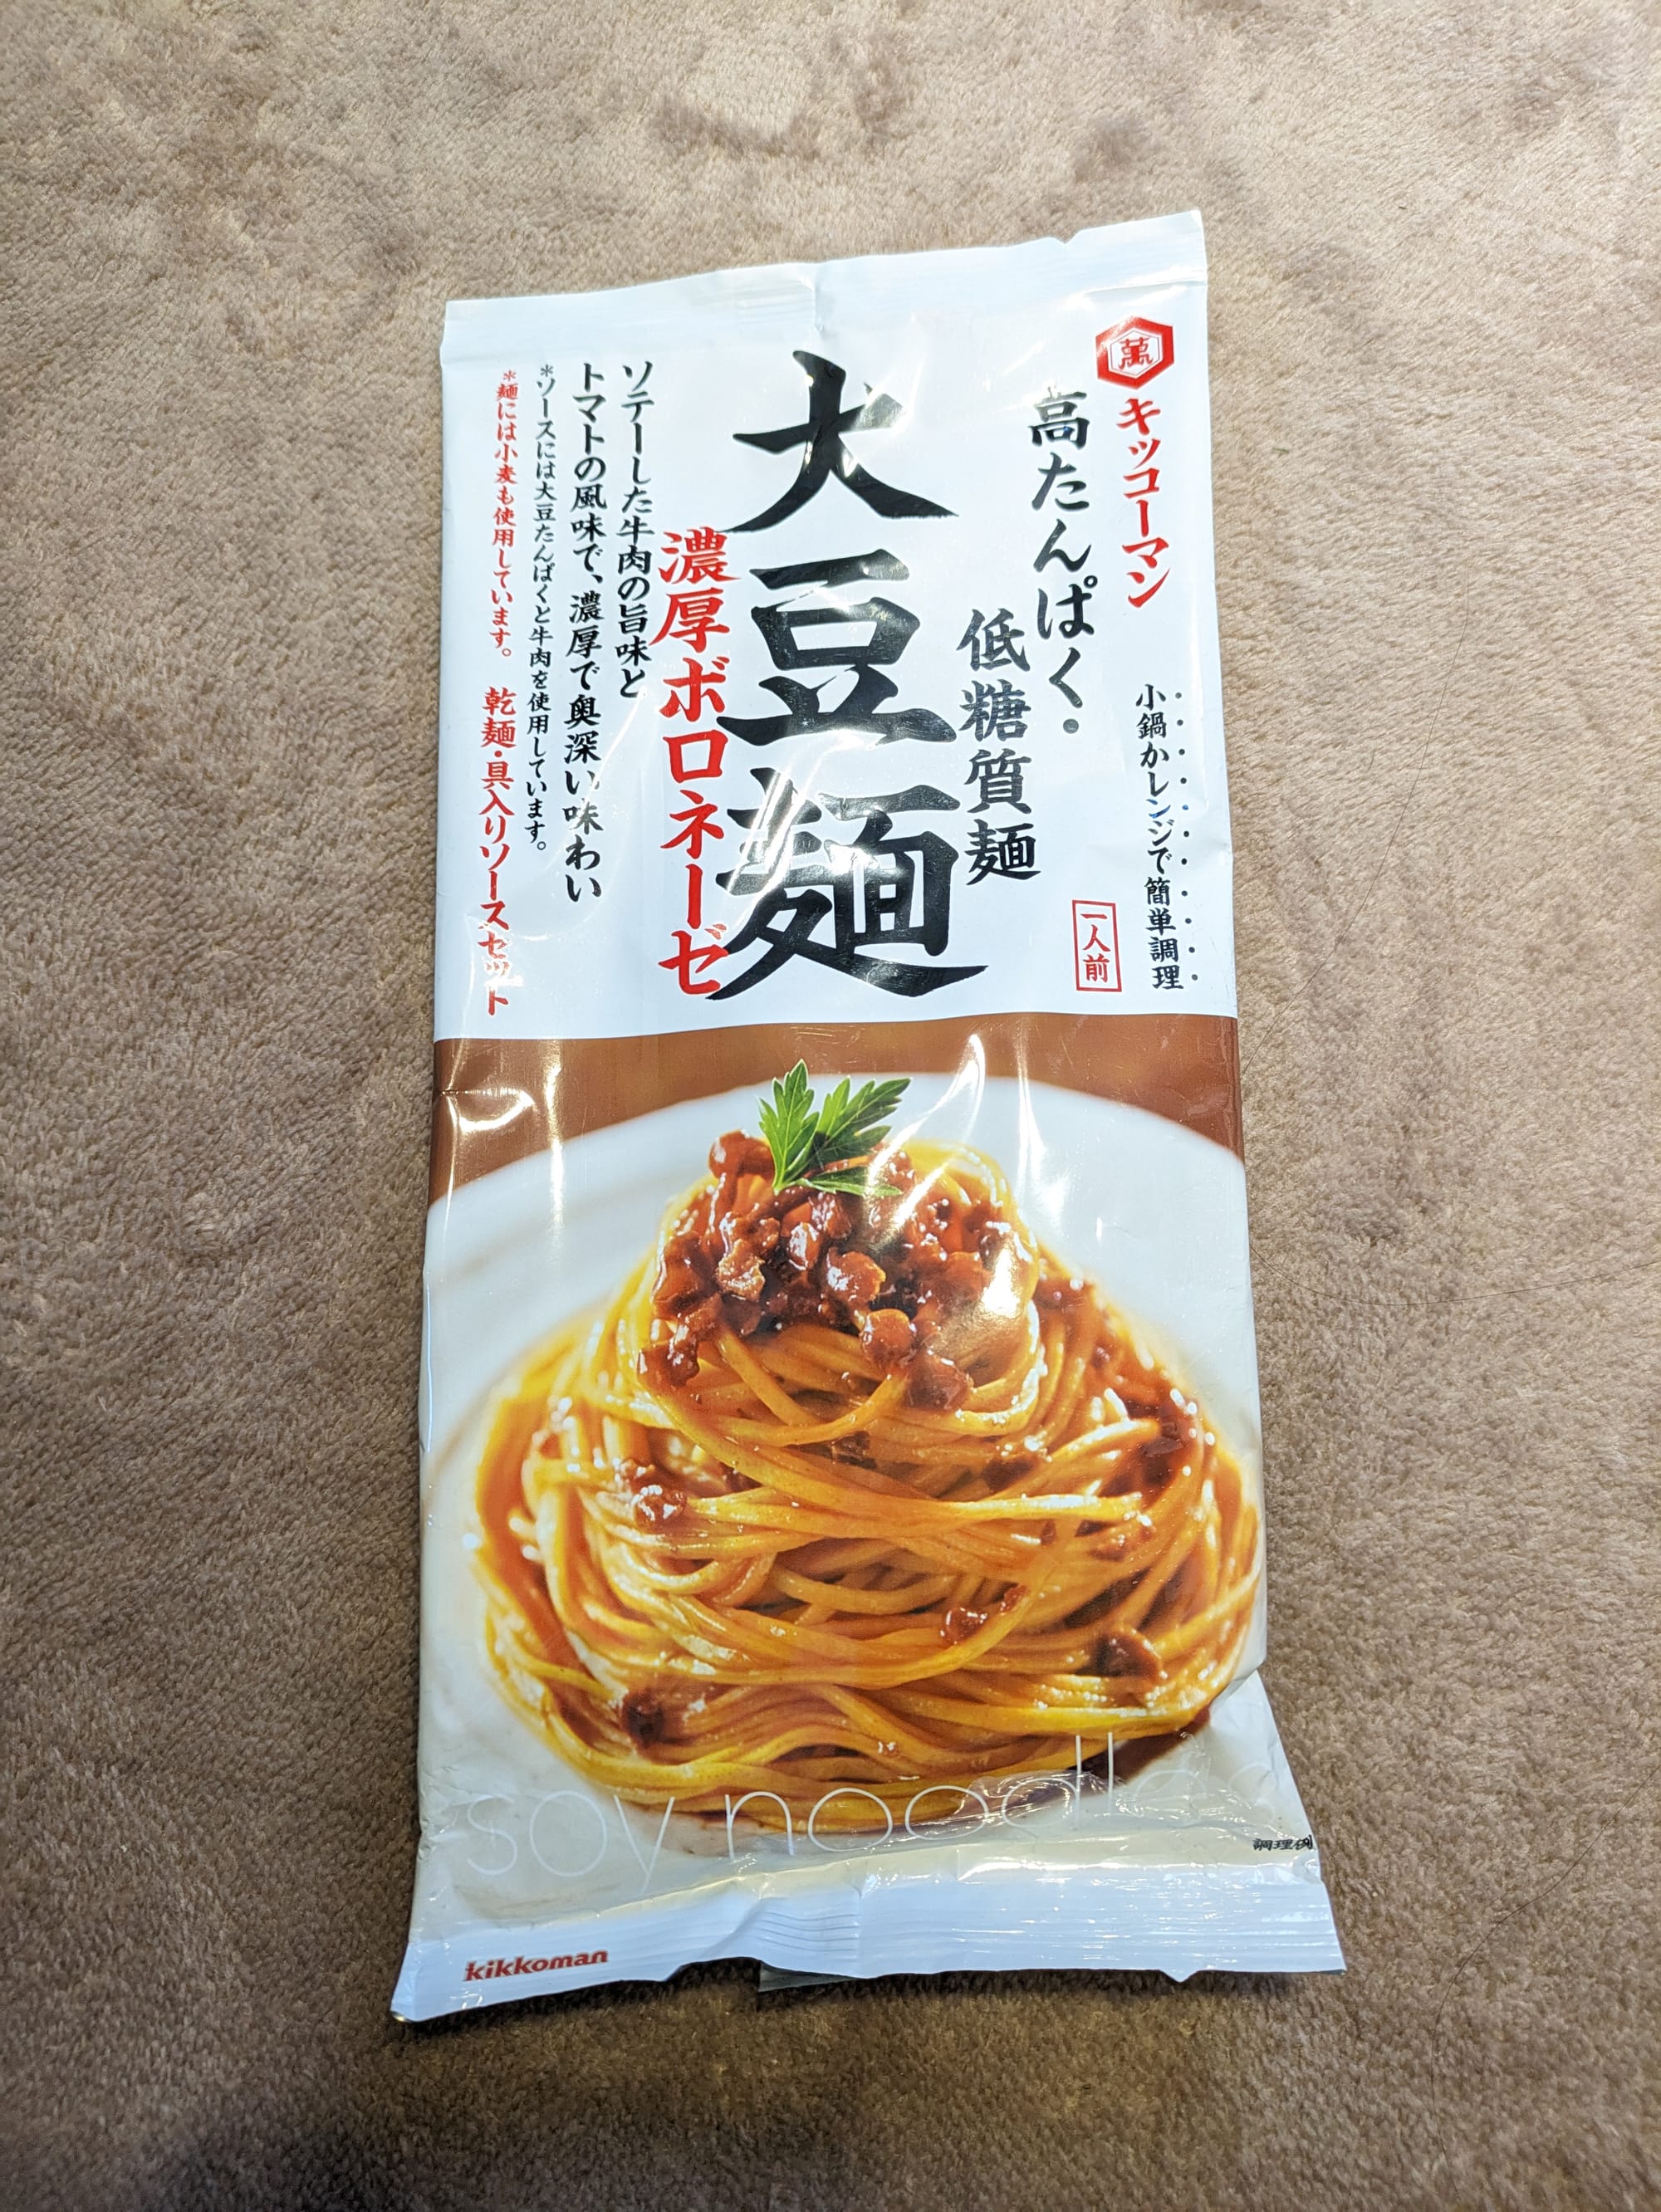 萬
キッコーマン
小鍋かレンジで簡単調理
一人前
高たんぱく・
低糖質麺
大豆麺
濃厚ボロネーゼ
ソテーした牛肉の旨味と
トマトの風味で、濃厚で奥深い味わい
*ソースには大豆たんぱくと牛肉を使用しています。
*麺には小麦も使用しています。
乾麺・具入りソースセット
soy noodles
調理例
kikkoman